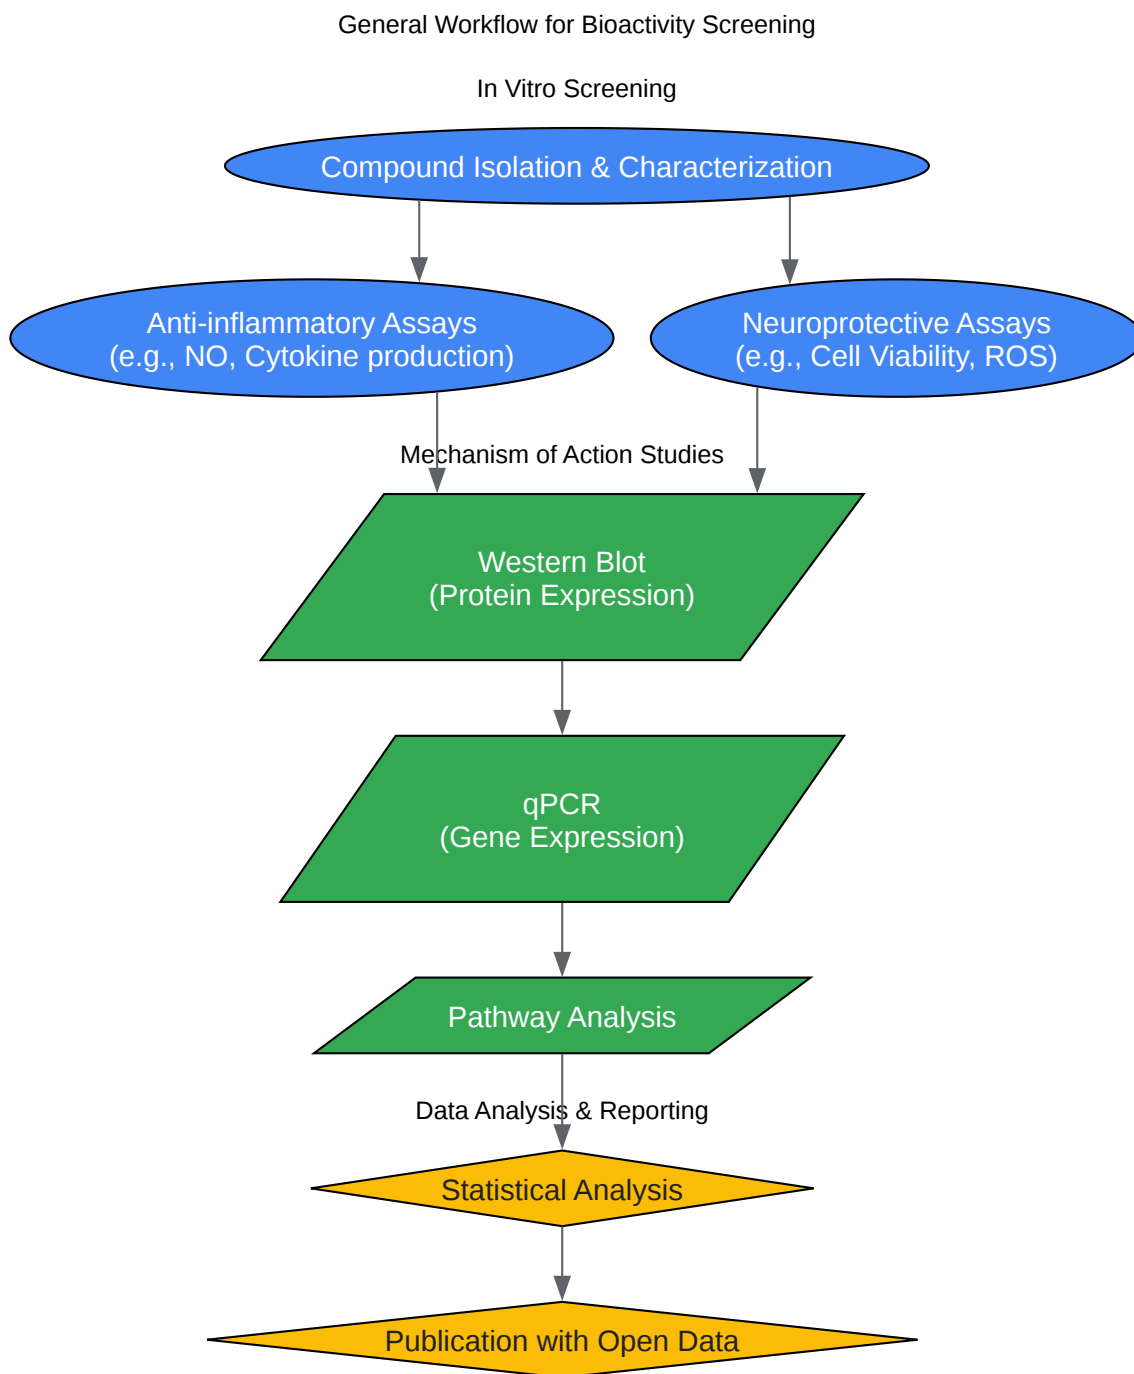 General Workflow for Bioactivity Screening
In Vitro Screening
Compound Isolation & Characterization
Anti-inflammatory Assays
(e.g., NO, Cytokine production)
Neuroprotective Assays
(e.g., Cell Viability, ROS)
Mechanism of Action Studies
Western Blot
(Protein Expression)
qPCR
(Gene Expression)
Pathway Analysis
Data Analysis & Reporting
Statistical Analysis
Publication with Open Data